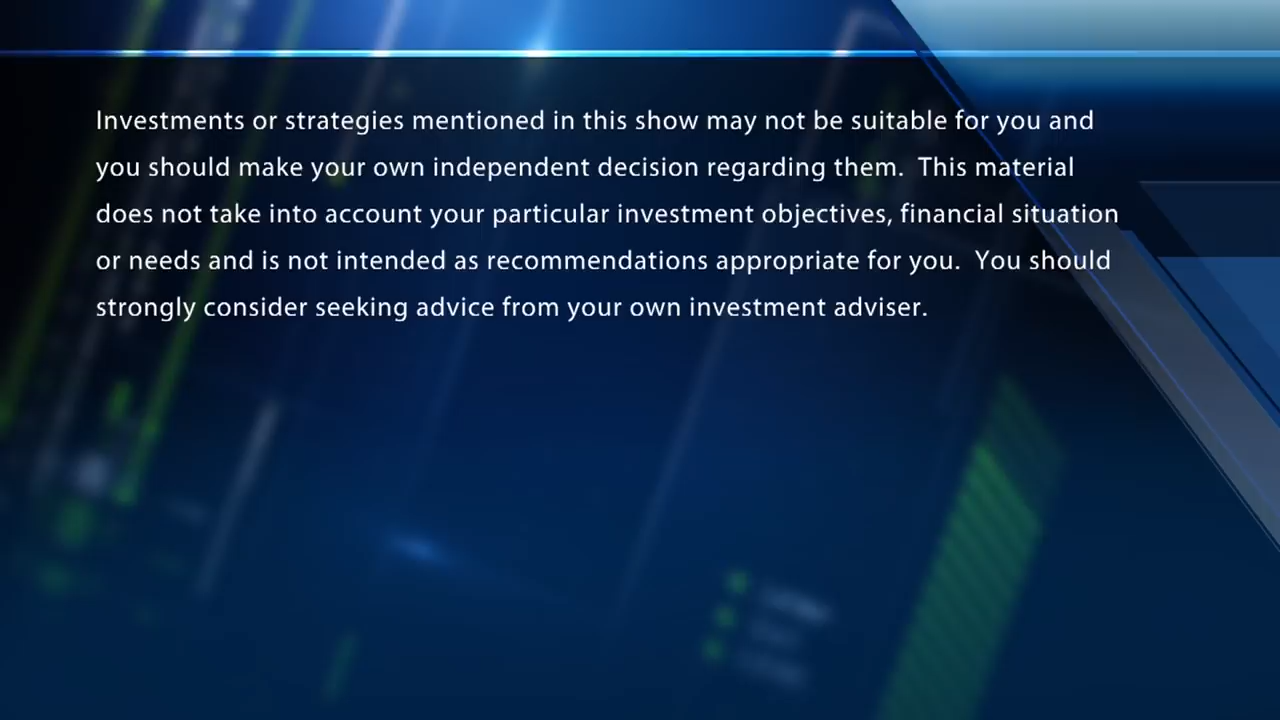 Investments or strategies mentioned in this show may not be suitable for you and
you should make your own independent decision regarding them.  This material
does not take into account your particular investment objectives, financial situation
or needs and is not intended as recommendations appropriate for you.  You should
strongly consider seeking advice from your own investment adviser.